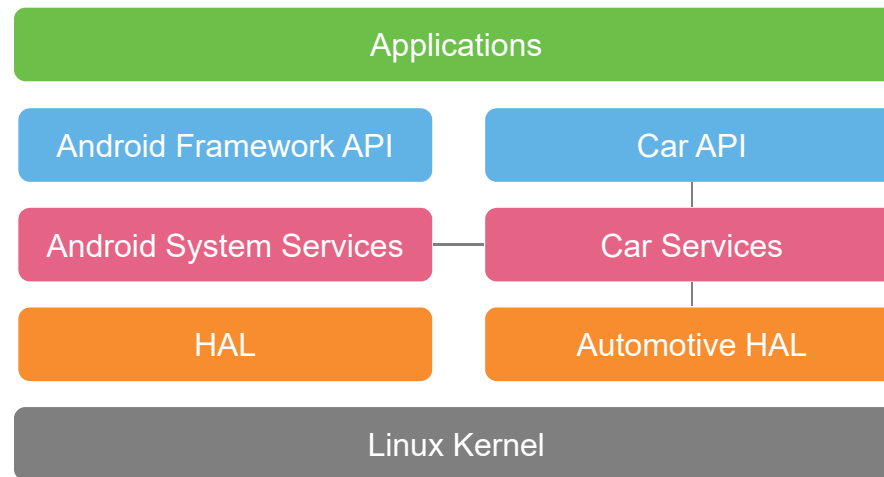 Applications
Android Framework API
Car API
Android System Services
Car Services
HAL
Automotive HAL
Linux Kernel